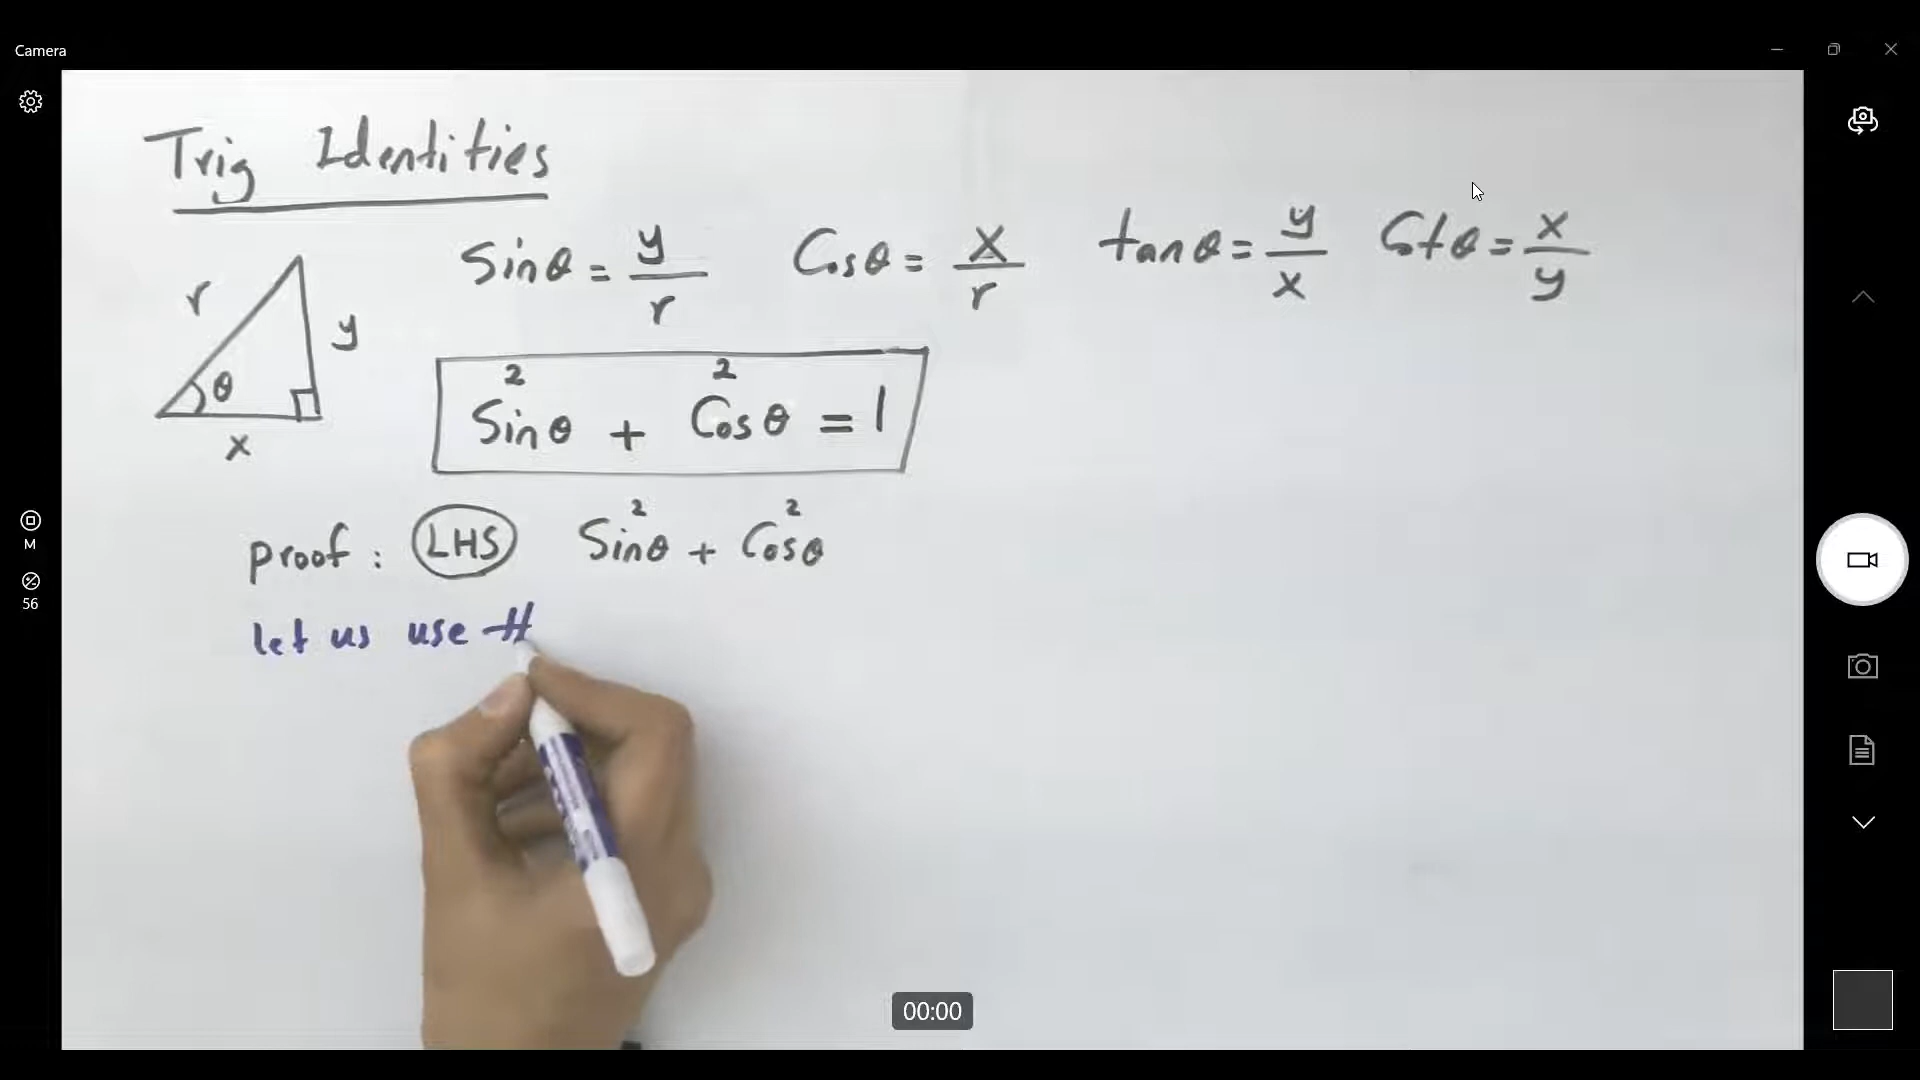 Camera
Trig Identities
r
y
θ
x
Sinθ = y/r Cosθ = x/r tanθ = y/x Cotθ = x/y
Sin²θ + Cos²θ = 1
proof : LHS Sin²θ + Cos²θ
let us use
M
56
00:00